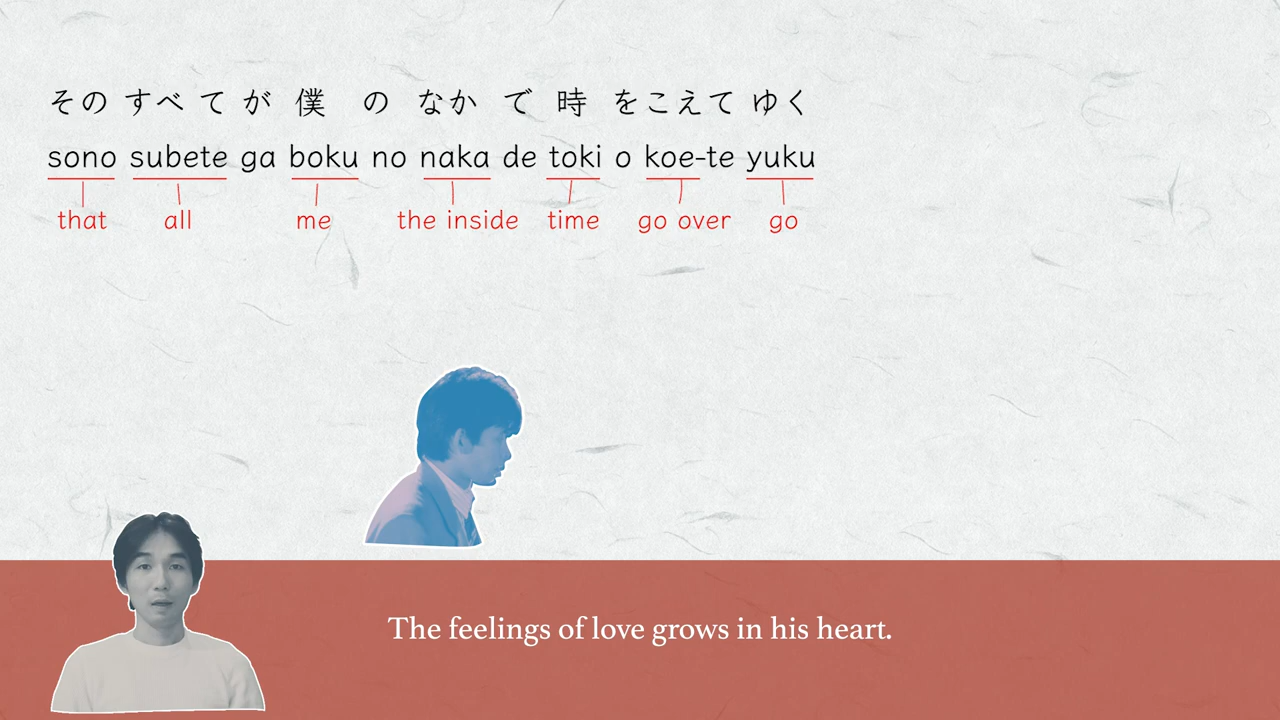 その すべ て が 僕 の なか で 時 をこえて ゆく
sono subete ga boku no naka de toki o koe-te yuku
that all me the inside time go over go
The feelings of love grows in his heart.